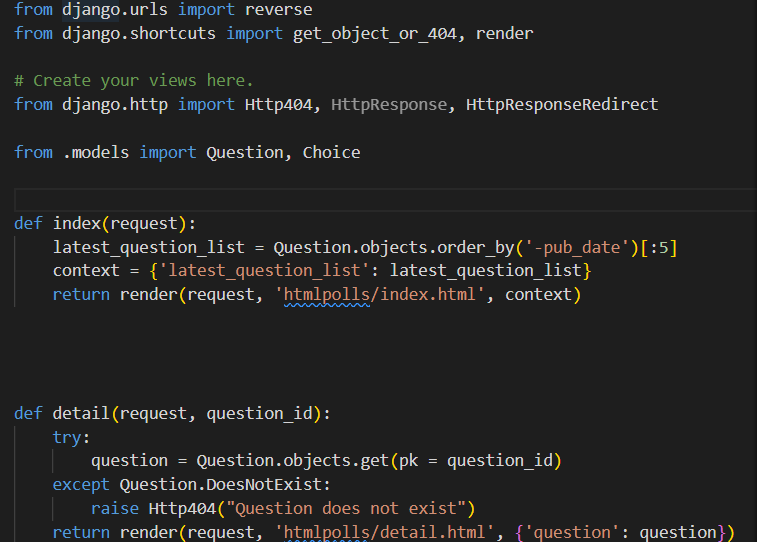 from django.urls import reverse
from django.shortcuts import get_object_or_404, render
# Create your views here.
from django.http import Http404, HttpResponse, HttpResponseRedirect
from .models import Question, Choice
def index(request):
    latest_question_list = Question.objects.order_by('-pub_date')[:5]
    context = {'latest_question_list': latest_question_list}
    return render(request, 'htmlpolls/index.html', context)
def detail(request, question_id):
    try:
        question = Question.objects.get(pk = question_id)
    except Question.DoesNotExist:
        raise Http404("Question does not exist")
    return render(request, 'htmlpolls/detail.html', {'question': question})